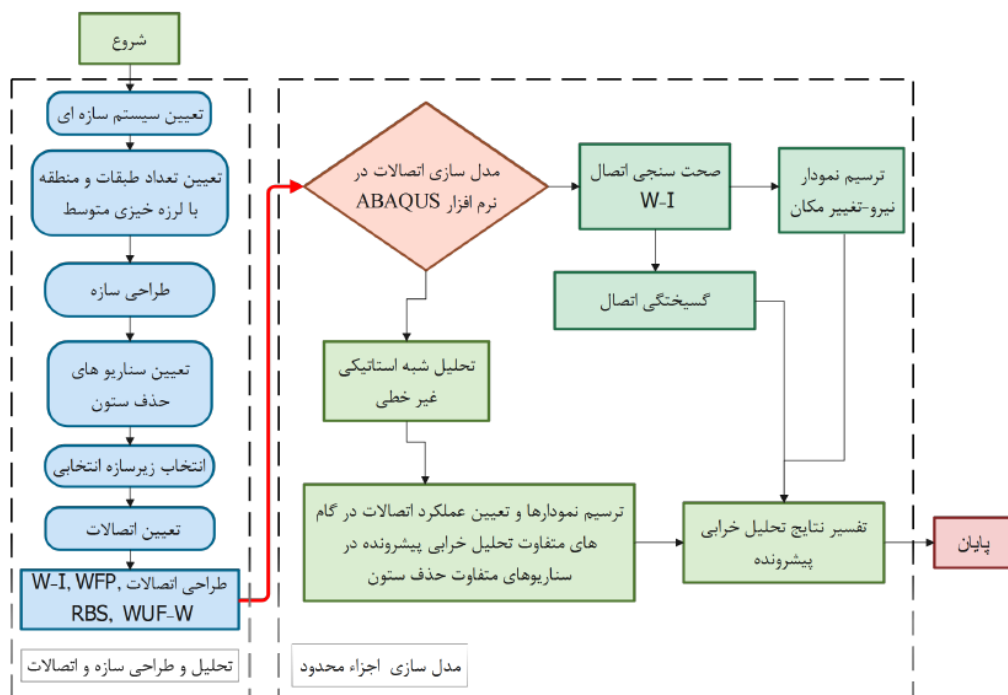 شروع
تعیین سیستم سازه ای
تعیین تعداد طبقات و منطقه
با لرزه خیزی متوسط
طراحی سازه
تعیین سناریو های
حذف ستون
انتخاب زیرسازه انتخابی
تعیین اتصالات
طراحی اتصالات W-I, WFP,
RBS, WUF-W
تحلیل و طراحی سازه و اتصالات
مدل سازی اتصالات در
نرم افزار ABAQUS
صحت سنجی اتصال
W-I
ترسیم نمودار
نیرو-تغییر مکان
گسیختگی اتصال
تحلیل شبه استاتیکی
غیر خطی
ترسیم نمودارها و تعیین عملکرد اتصالات در گام
های متفاوت تحلیل خرابی پیشرونده در
سناریوهای متفاوت حذف ستون
تفسیر نتایج تحلیل خرابی
پیشرونده
پایان
مدل سازی اجزاء محدود